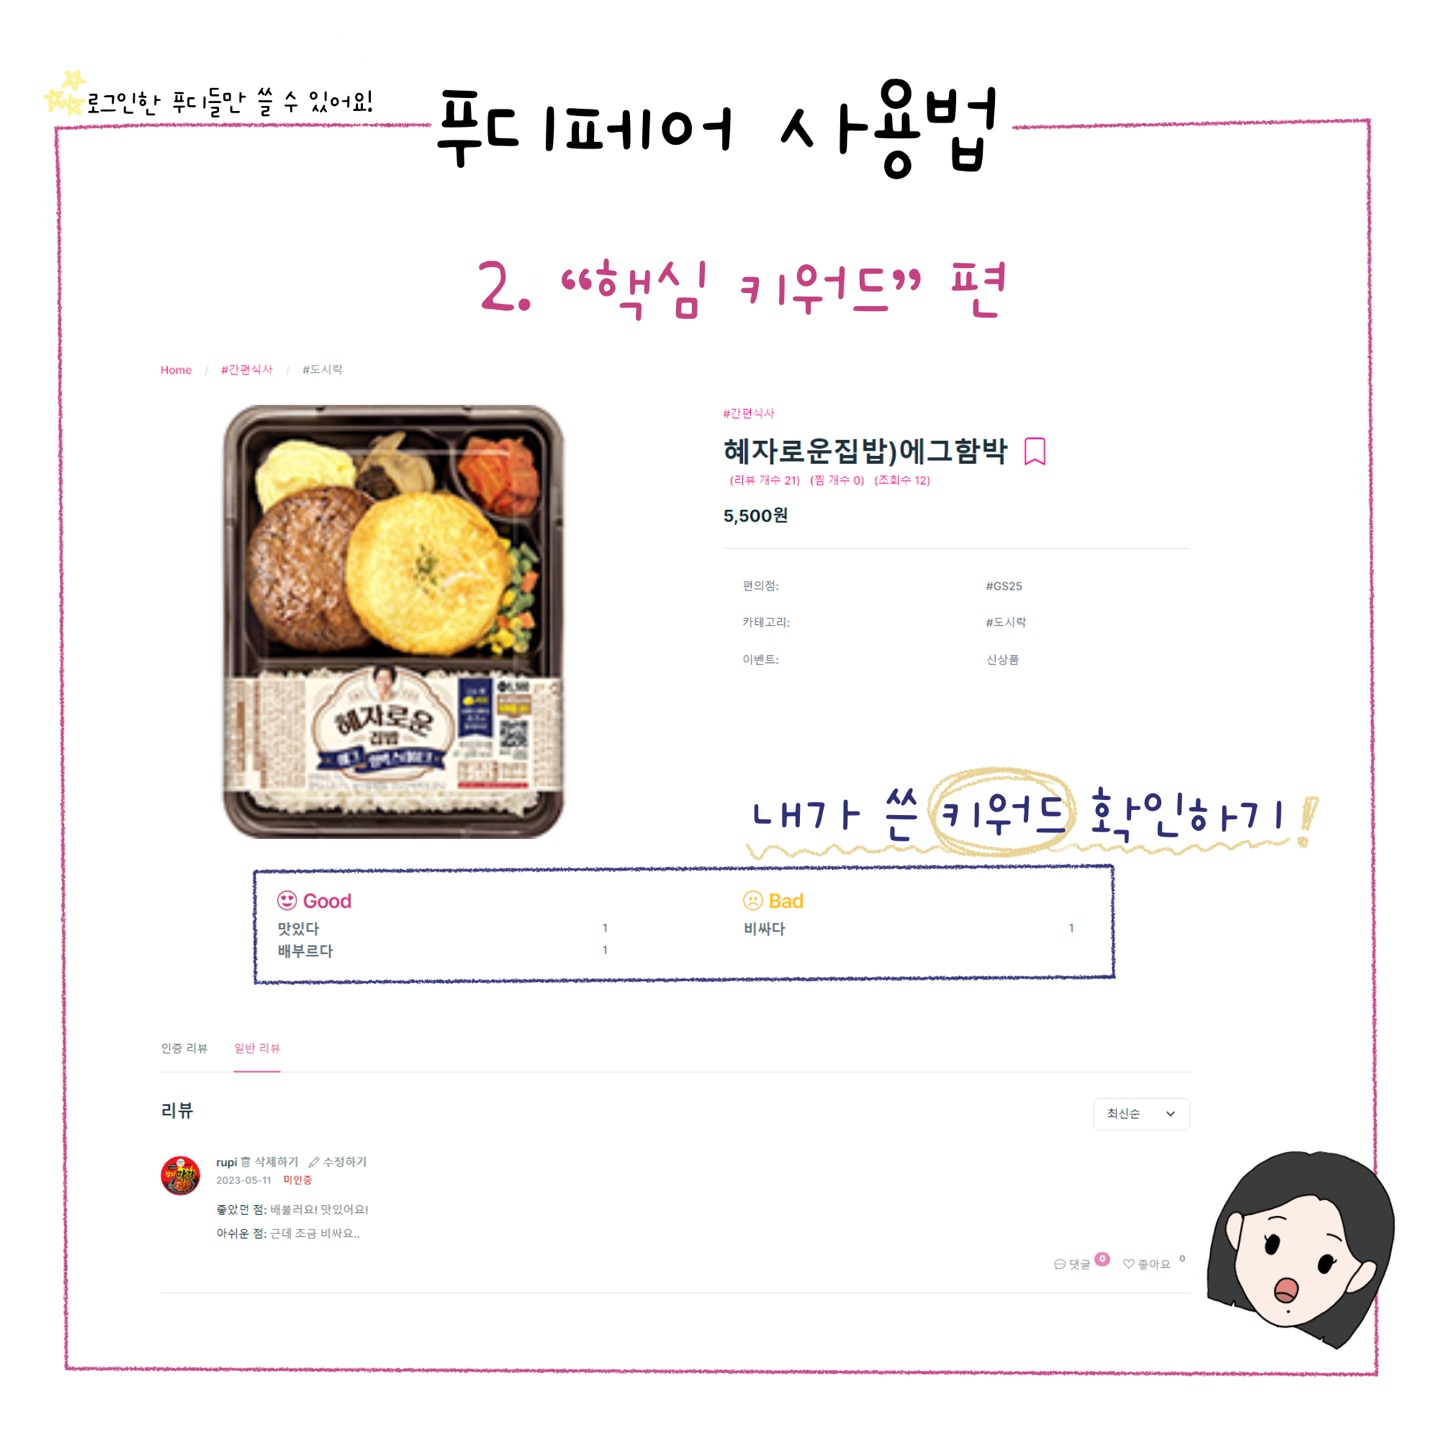 로그인한 푸디들만 쓸 수 있어요!
푸디페어 사용법
2. “핵심 키워드” 편
Home / #간편식사 / #도시락
#간편식사
혜자로운집밥)에그함박
(리뷰 개수 21) (찜 개수 0) (조회수 12)
5,500원
편의점: #GS25
카테고리: #도시락
이벤트: 신상품
혜자로운
집밥
내가 쓴 키워드 확인하기!
Good
맛있다 1
배부르다 1
Bad
비싸다 1
인증 리뷰 일반 리뷰
리뷰
최신순
rupi 삭제하기 수정하기
2023-05-11 미인증
좋았던 점: 배불러요! 맛있어요!
아쉬운 점: 근데 조금 비싸요..
댓글 0 좋아요 0